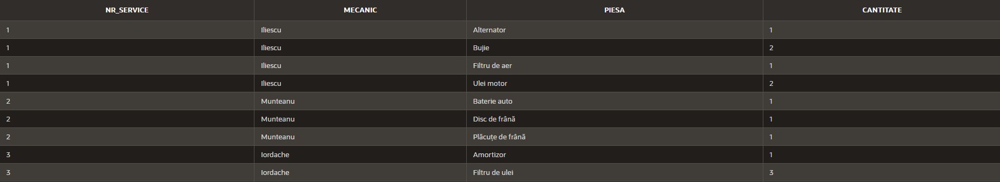 NR_SERVICE MECANIC PIESA CANTITATE
1 Iliescu Alternator 1
1 Iliescu Bujie 2
1 Iliescu Filtru de aer 1
1 Iliescu Ulei motor 2
2 Munteanu Baterie auto 1
2 Munteanu Disc de frână 1
2 Munteanu Plăcuțe de frână 1
3 Iordache Amortizor 1
3 Iordache Filtru de ulei 3